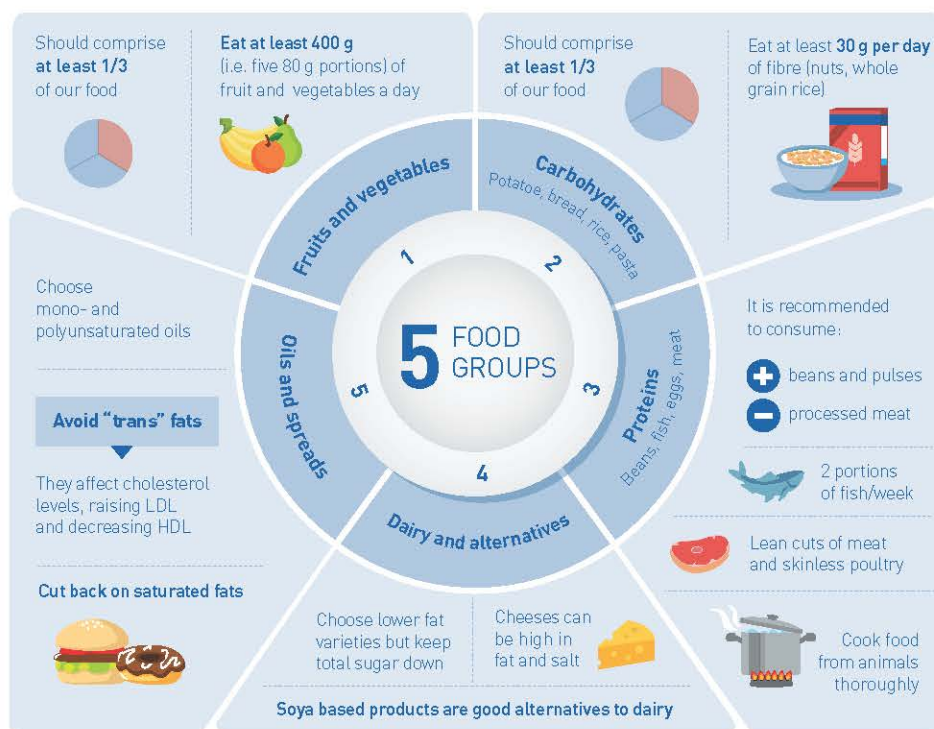 Should comprise
at least 1/3
of our food
Eat at least 400 g
(i.e. five 80 g portions) of
fruit and vegetables a day
Should comprise
at least 1/3
of our food
Eat at least 30 g per day
of fibre (nuts, whole
grain rice)
5 FOOD
GROUPS
1
Fruits and vegetables
2
Carbohydrates
Potatoe, bread, rice, pasta
3
Proteins
Beans, fish, eggs, meat
4
Dairy and alternatives
5
Oils and spreads
It is recommended
to consume:
+ beans and pulses
− processed meat
2 portions
of fish/week
Lean cuts of meat
and skinless poultry
Cook food
from animals
thoroughly
Choose lower fat
varieties but keep
total sugar down
Cheeses can
be high in
fat and salt
Soya based products are good alternatives to dairy
Choose
mono- and
polyunsaturated oils
Avoid “trans” fats
They affect cholesterol
levels, raising LDL
and decreasing HDL
Cut back on saturated fats